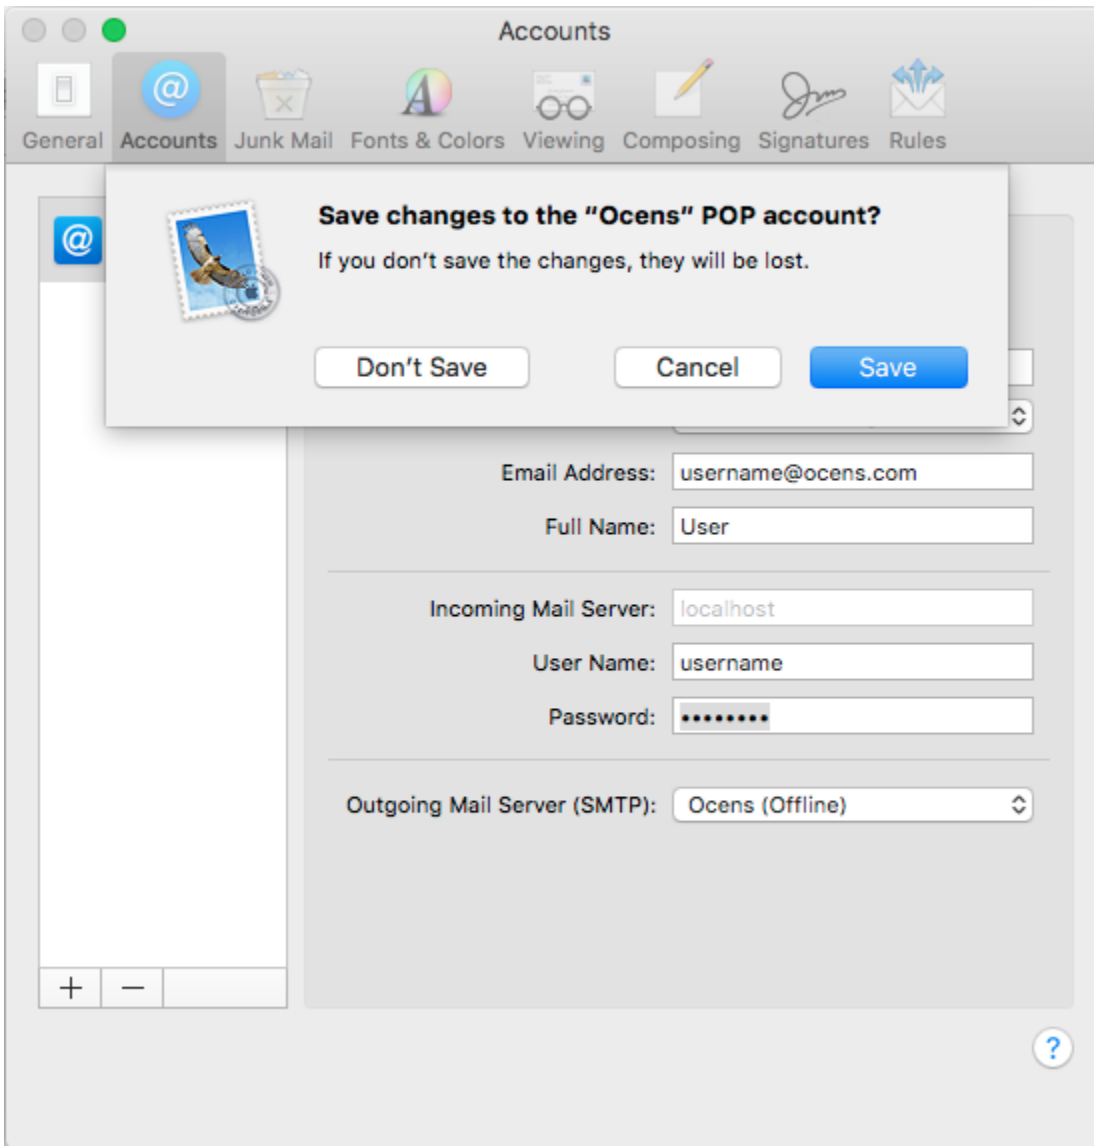 Accounts
General Accounts Junk Mail Fonts & Colors Viewing Composing Signatures Rules
Save changes to the “Ocens” POP account?
If you don’t save the changes, they will be lost.
Don’t Save Cancel Save
Email Address: username@ocens.com
Full Name: User
Incoming Mail Server: localhost
User Name: username
Password: ••••••••
Outgoing Mail Server (SMTP): Ocens (Offline)
+ −
?